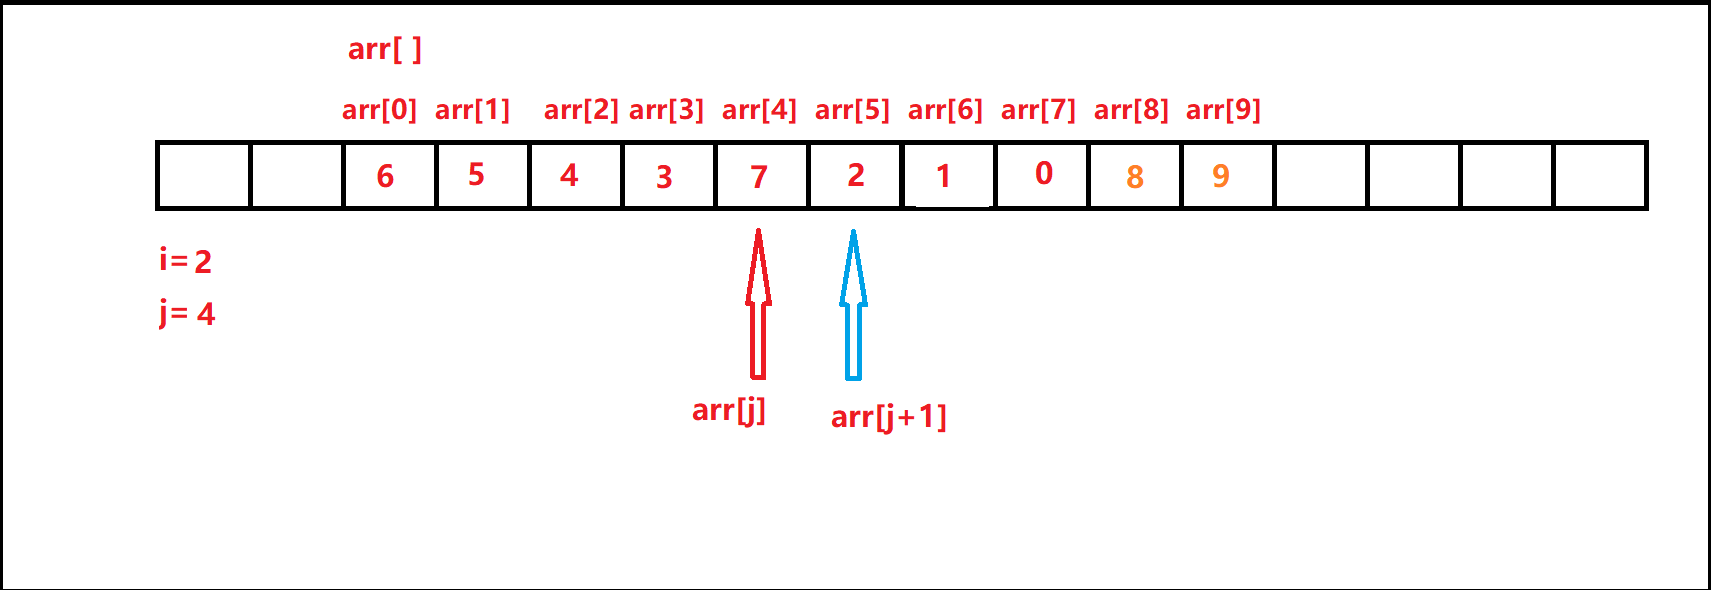 arr[ ]
arr[0] arr[1] arr[2] arr[3] arr[4] arr[5] arr[6] arr[7] arr[8] arr[9]
6 5 4 3 7 2 1 0 8 9
i= 2
j= 4
arr[j] arr[j+1]